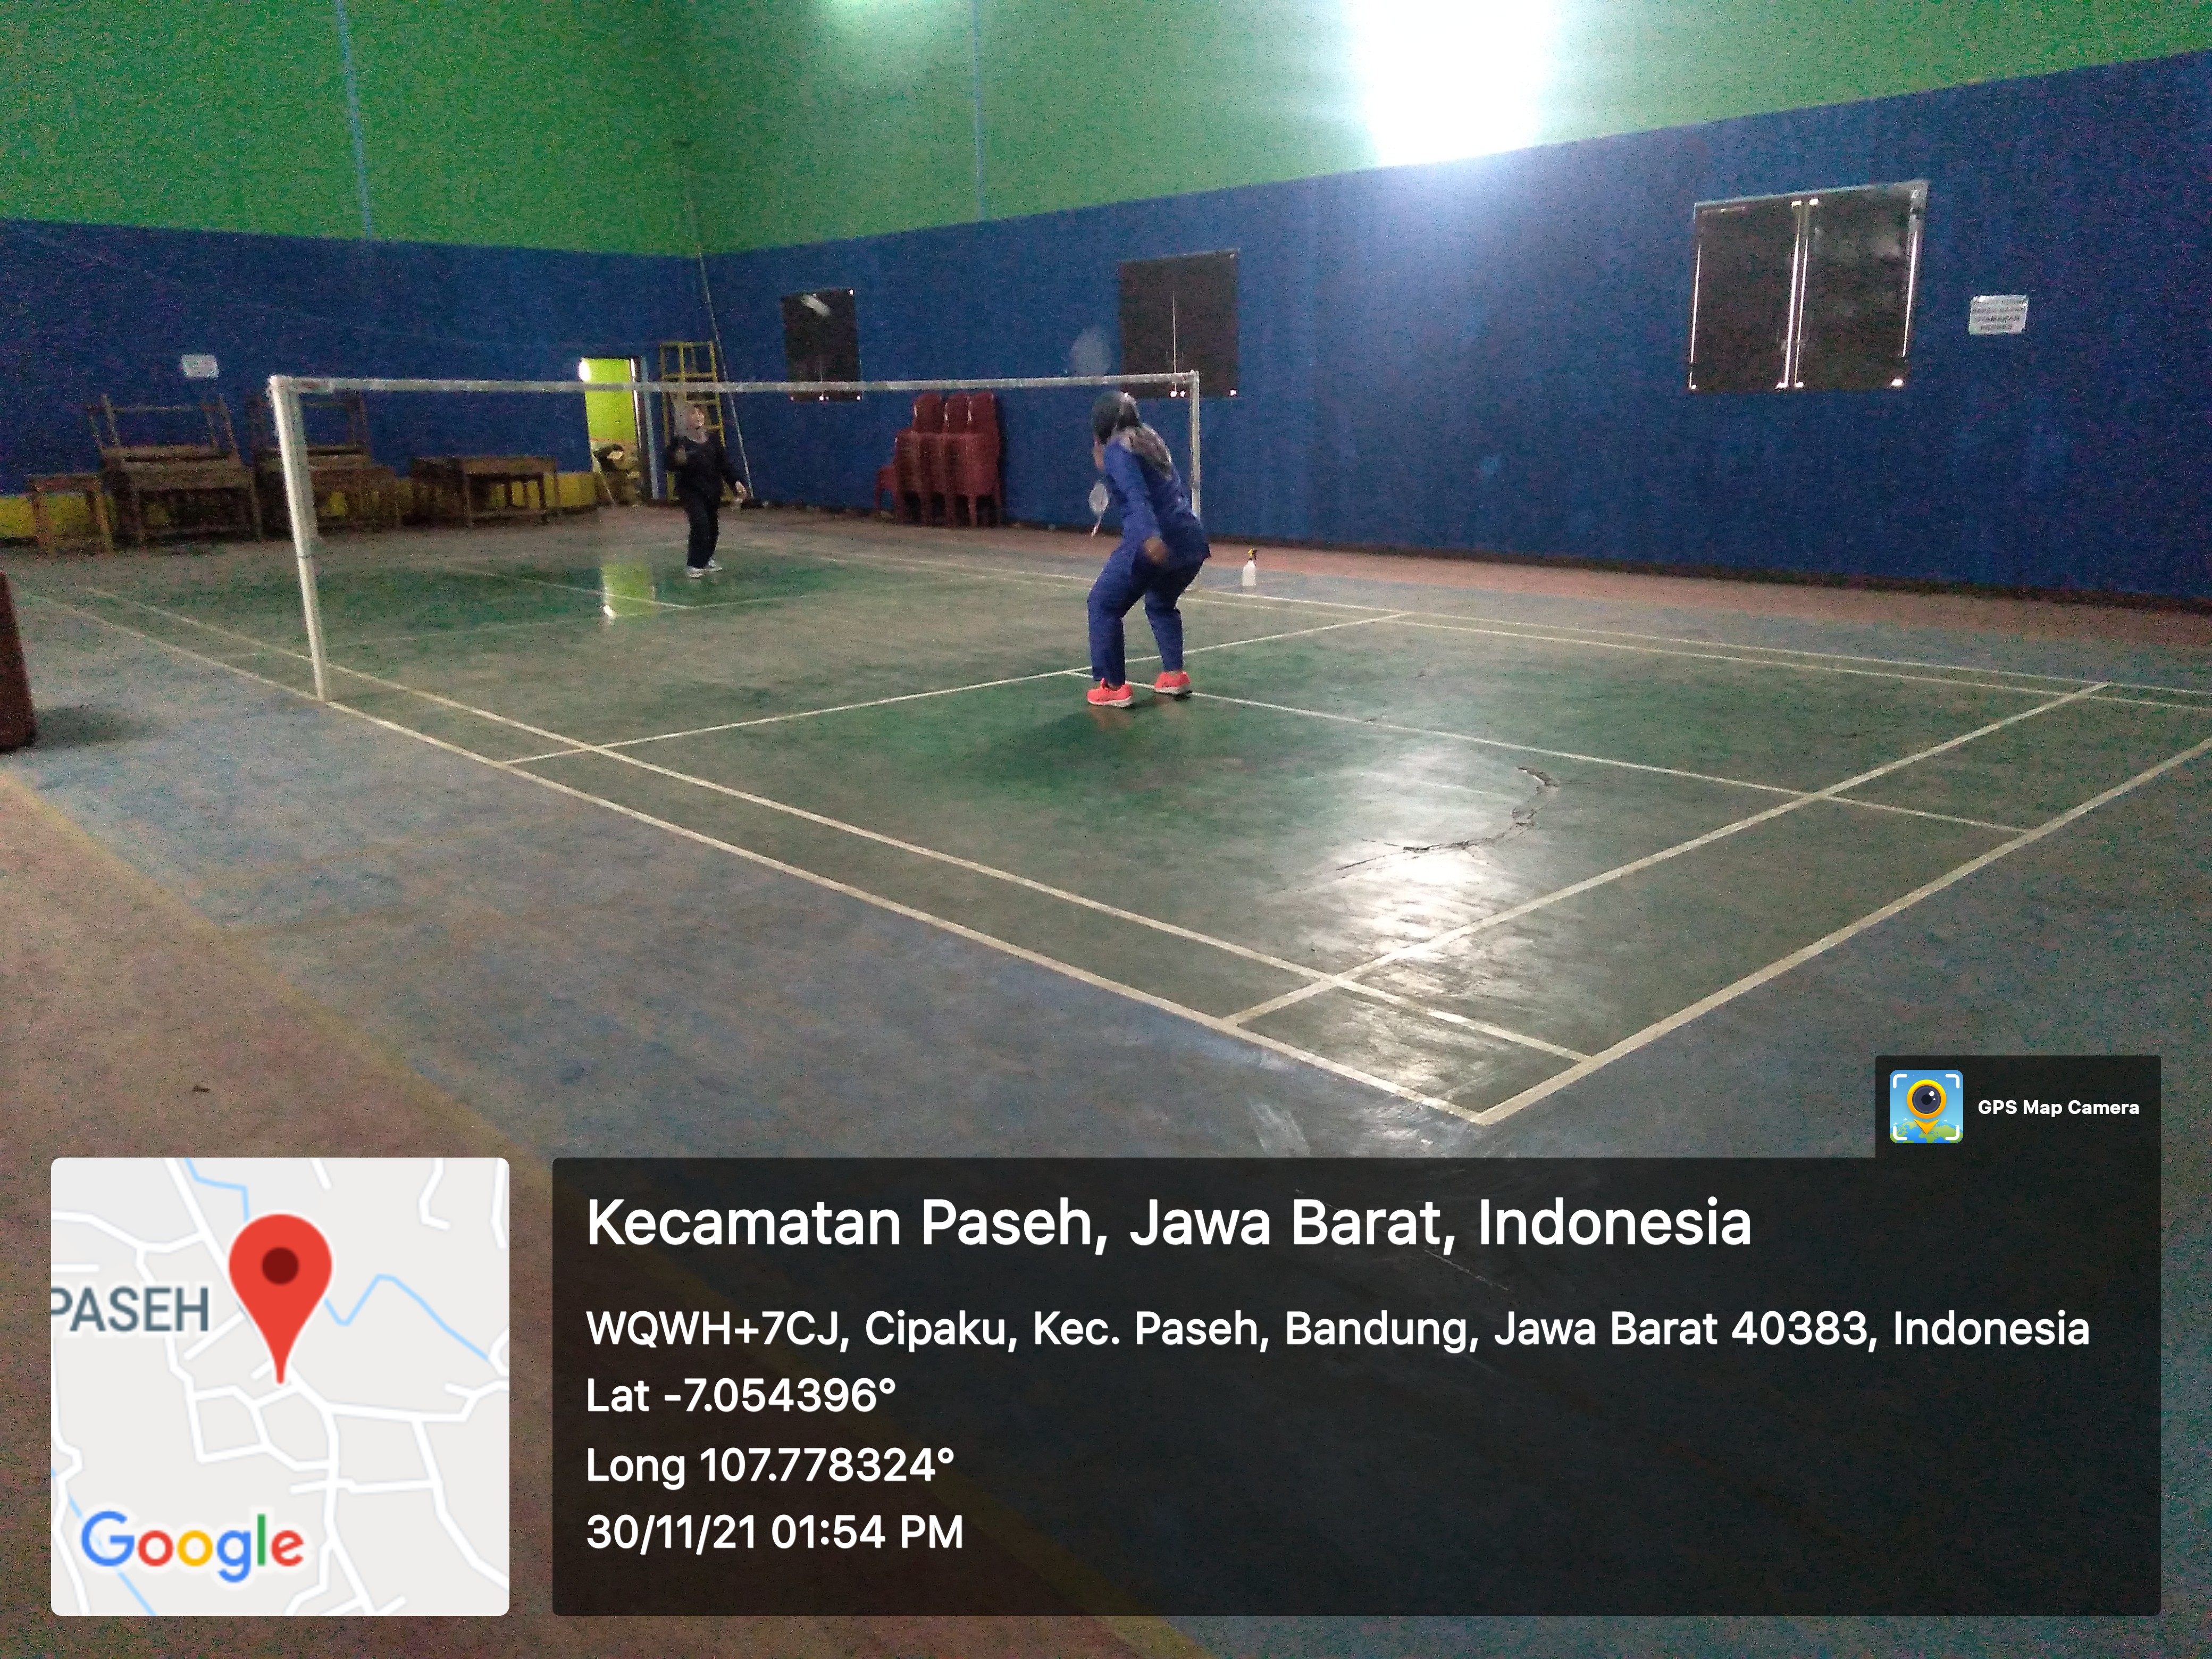 GPS Map Camera
Kecamatan Paseh, Jawa Barat, Indonesia
WQWH+7CJ, Cipaku, Kec. Paseh, Bandung, Jawa Barat 40383, Indonesia
Lat -7.054396°
Long 107.778324°
30/11/21 01:54 PM
PASEH
Google